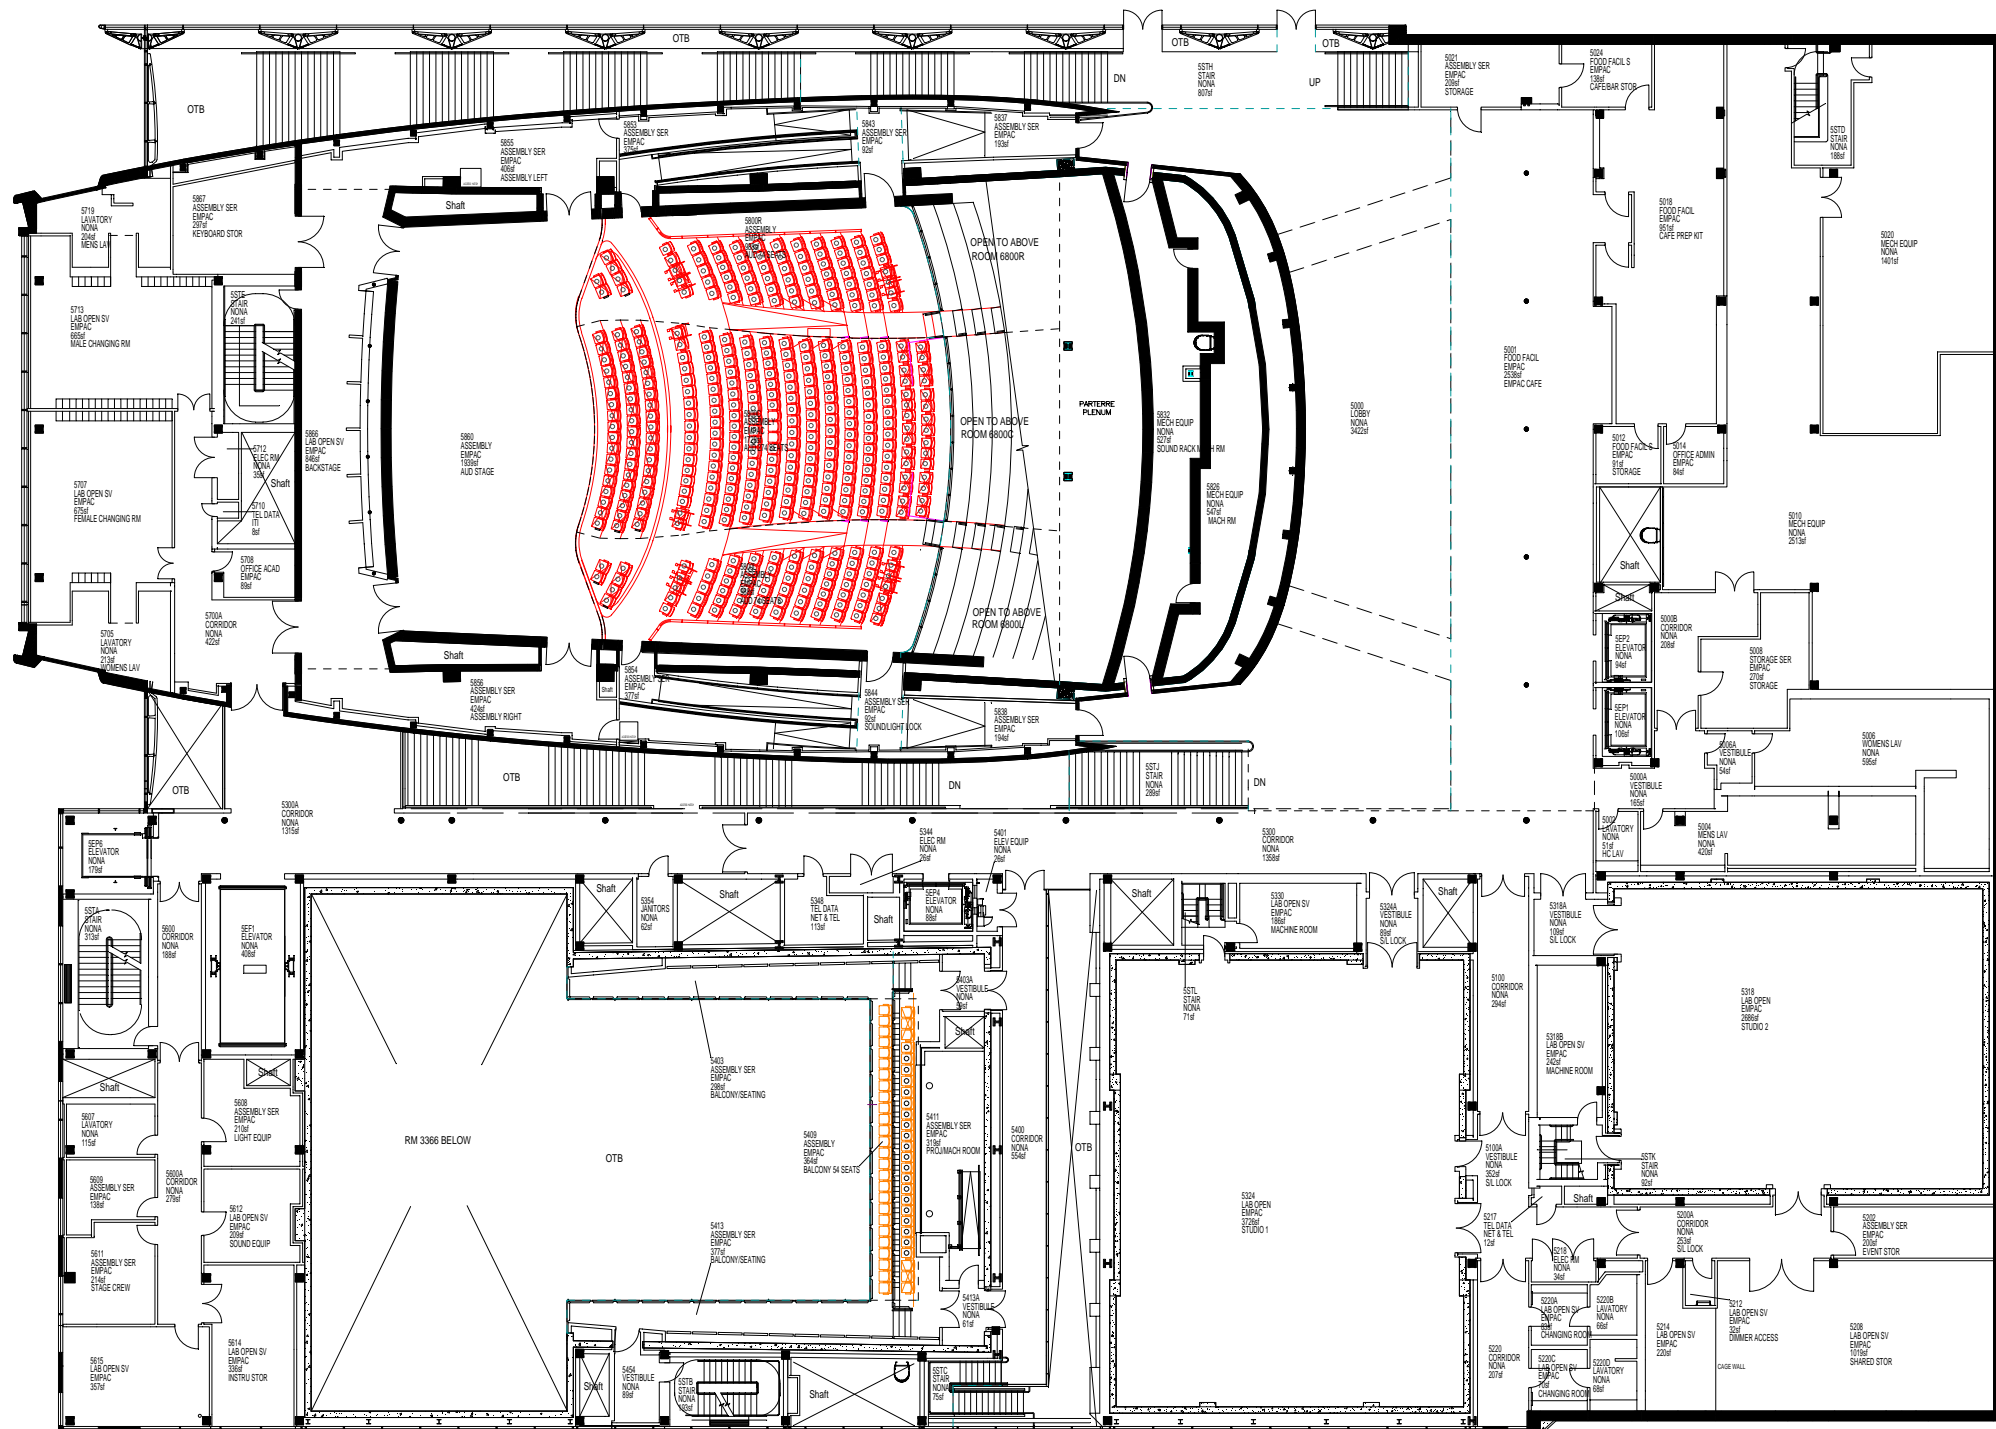 OTB
OTB
OTB
OTB
DN
5STH
STAIR
NONA
807sf
UP
5021
ASSEMBLY SER
EMPAC
209sf
STORAGE
5024
FOOD FACIL S
EMPAC
138sf
CAFE/BAR STOR
5STD
STAIR
NONA
188sf
5853
ASSEMBLY SER
EMPAC
375sf
5855
ASSEMBLY SER
EMPAC
406sf
ASSEMBLY LEFT
5843
ASSEMBLY SER
EMPAC
92sf
5837
ASSEMBLY SER
EMPAC
193sf
5867
ASSEMBLY SER
EMPAC
297sf
KEYBOARD STOR
5719
LAVATORY
NONA
204sf
MENS LAV
Shaft
5800R
ASSEMBLY
EMPAC
OPEN TO ABOVE
ROOM 6800R
5018
FOOD FACIL
EMPAC
951sf
CAFE PREP KIT
5020
MECH EQUIP
NONA
1401sf
5STE
STAIR
NONA
241sf
5713
LAB OPEN SV
EMPAC
665sf
MALE CHANGING RM
5001
FOOD FACIL
EMPAC
2538sf
EMPAC CAFE
PARTERRE
PLENUM
5000
LOBBY
NONA
3422sf
5832
MECH EQUIP
NONA
527sf
SOUND RACK MECH RM
OPEN TO ABOVE
ROOM 6800C
5860
ASSEMBLY
EMPAC
1939sf
AUD STAGE
5866
LAB OPEN SV
EMPAC
846sf
BACKSTAGE
5712
ELEC RM
NONA
35sf
Shaft
5710
TEL DATA
ITI
8sf
5707
LAB OPEN SV
EMPAC
675sf
FEMALE CHANGING RM
5012
FOOD FACIL S
EMPAC
91sf
STORAGE
5014
OFFICE ADMIN
EMPAC
84sf
5826
MECH EQUIP
NONA
547sf
MACH RM
5010
MECH EQUIP
NONA
2513sf
Shaft
Shaft
5708
OFFICE ACAD
EMPAC
89sf
5700A
CORRIDOR
NONA
422sf
OPEN TO ABOVE
ROOM 6800L
5705
LAVATORY
NONA
213sf
WOMENS LAV
Shaft
5856
ASSEMBLY SER
EMPAC
424sf
ASSEMBLY RIGHT
5854
ASSEMBLY SER
EMPAC
377sf
Shaft
5844
ASSEMBLY SER
EMPAC
92sf
SOUND/LIGHT LOCK
5838
ASSEMBLY SER
EMPAC
194sf
5EP2
ELEVATOR
NONA
94sf
5000B
CORRIDOR
NONA
208sf
5008
STORAGE SER
EMPAC
270sf
STORAGE
5EP1
ELEVATOR
NONA
106sf
5006A
VESTIBULE
NONA
54sf
5006
WOMENS LAV
NONA
595sf
5000A
VESTIBULE
NONA
165sf
OTB
OTB
DN
5STJ
STAIR
NONA
289sf
DN
5300A
CORRIDOR
NONA
1315sf
5EP6
ELEVATOR
NONA
179sf
5344
ELEC RM
NONA
26sf
5401
ELEV EQUIP
NONA
26sf
5300
CORRIDOR
NONA
1358sf
5002
LAVATORY
NONA
51sf
HC LAV
5004
MENS LAV
NONA
420sf
5STA
STAIR
NONA
313sf
5600
CORRIDOR
NONA
188sf
5EF1
ELEVATOR
NONA
408sf
Shaft
5354
JANITORS
NONA
62sf
Shaft
5348
TEL DATA
NET & TEL
113sf
Shaft
5EP4
ELEVATOR
NONA
88sf
Shaft
5330
LAB OPEN SV
EMPAC
186sf
MACHINE ROOM
5324A
VESTIBULE
NONA
89sf
S/L LOCK
Shaft
5318A
VESTIBULE
NONA
109sf
S/L LOCK
5403A
VESTIBULE
NONA
59sf
Shaft
5STL
STAIR
NONA
71sf
5100
CORRIDOR
NONA
294sf
5318
LAB OPEN
EMPAC
2686sf
STUDIO 2
5318B
LAB OPEN SV
EMPAC
242sf
MACHINE ROOM
Shaft
Shaft
5608
ASSEMBLY SER
EMPAC
210sf
LIGHT EQUIP
5607
LAVATORY
NONA
115sf
5403
ASSEMBLY SER
EMPAC
298sf
BALCONY/SEATING
RM 3366 BELOW
OTB
5409
ASSEMBLY
EMPAC
364sf
BALCONY 54 SEATS
5411
ASSEMBLY SER
EMPAC
319sf
PROJ/MACH ROOM
5400
CORRIDOR
NONA
554sf
OTB
5100A
VESTIBULE
NONA
352sf
S/L LOCK
5STK
STAIR
NONA
92sf
Shaft
5609
ASSEMBLY SER
EMPAC
138sf
5600A
CORRIDOR
NONA
279sf
5612
LAB OPEN SV
EMPAC
209sf
SOUND EQUIP
5611
ASSEMBLY SER
EMPAC
214sf
STAGE CREW
5413
ASSEMBLY SER
EMPAC
377sf
BALCONY/SEATING
5324
LAB OPEN
EMPAC
3726sf
STUDIO 1
5217
TEL DATA
NET & TEL
12sf
5200A
CORRIDOR
NONA
253sf
S/L LOCK
5202
ASSEMBLY SER
EMPAC
200sf
EVENT STOR
5218
ELEC RM
NONA
34sf
5413A
VESTIBULE
NONA
61sf
5220A
LAB OPEN SV
EMPAC
CHANGING ROOM
5220B
LAVATORY
NONA
66sf
5212
LAB OPEN SV
EMPAC
32sf
DIMMER ACCESS
5214
LAB OPEN SV
EMPAC
220sf
5208
LAB OPEN SV
EMPAC
1019sf
SHARED STOR
CAGE WALL
5615
LAB OPEN SV
EMPAC
357sf
5614
LAB OPEN SV
EMPAC
336sf
INSTRU STOR
Shaft
5454
VESTIBULE
NONA
89sf
5STB
STAIR
NONA
193sf
Shaft
5STC
STAIR
NONA
75sf
5220
CORRIDOR
NONA
207sf
5220C
LAB OPEN SV
EMPAC
70sf
CHANGING ROOM
5220D
LAVATORY
NONA
68sf